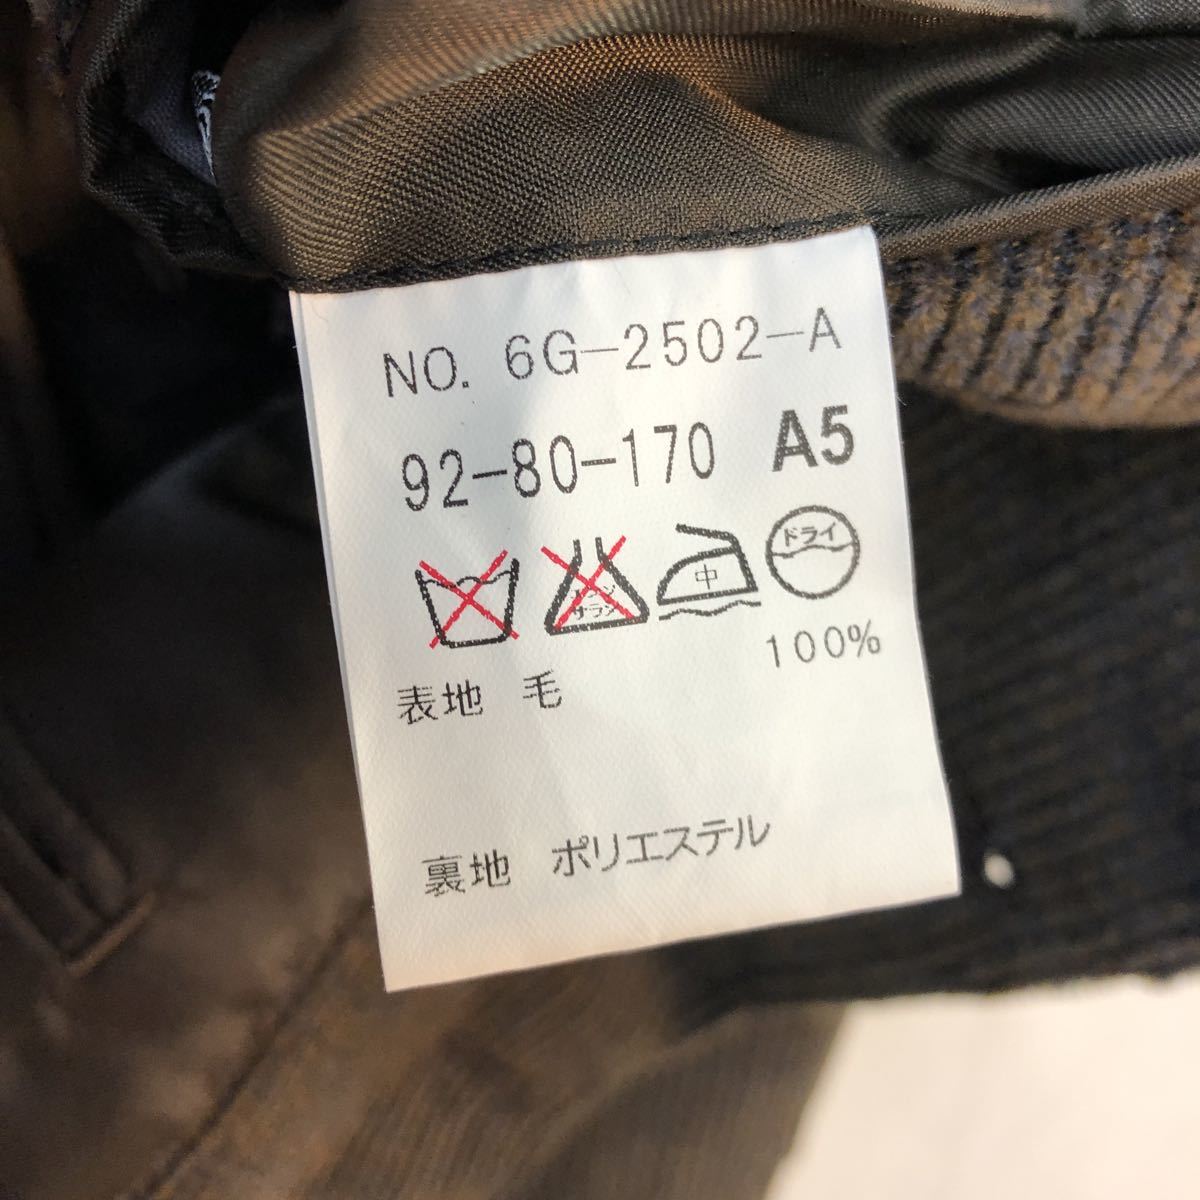 NO. 6G-2502-A
92-80-170 A5
中 ドライ
表地 毛 100%
裏地 ポリエステル